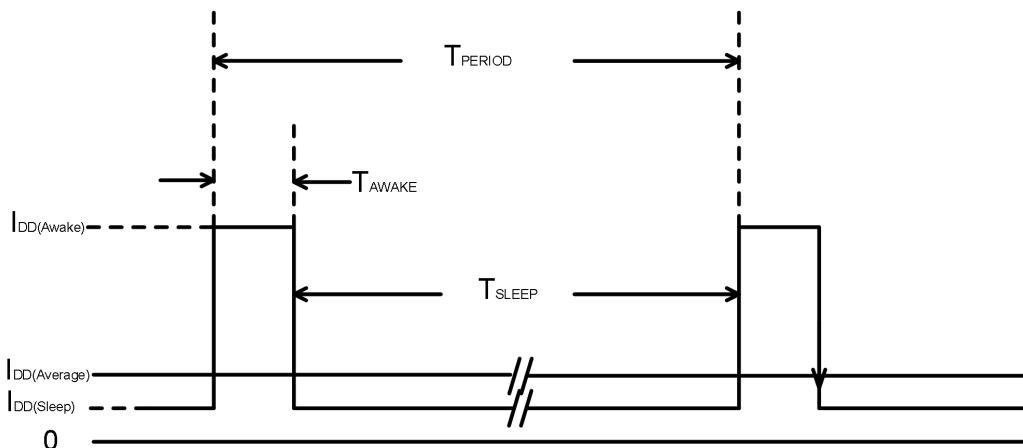 TPERIOD
TAWAKE
IDD(Awake)
TSLEEP
IDD(Average)
IDD(Sleep)
0